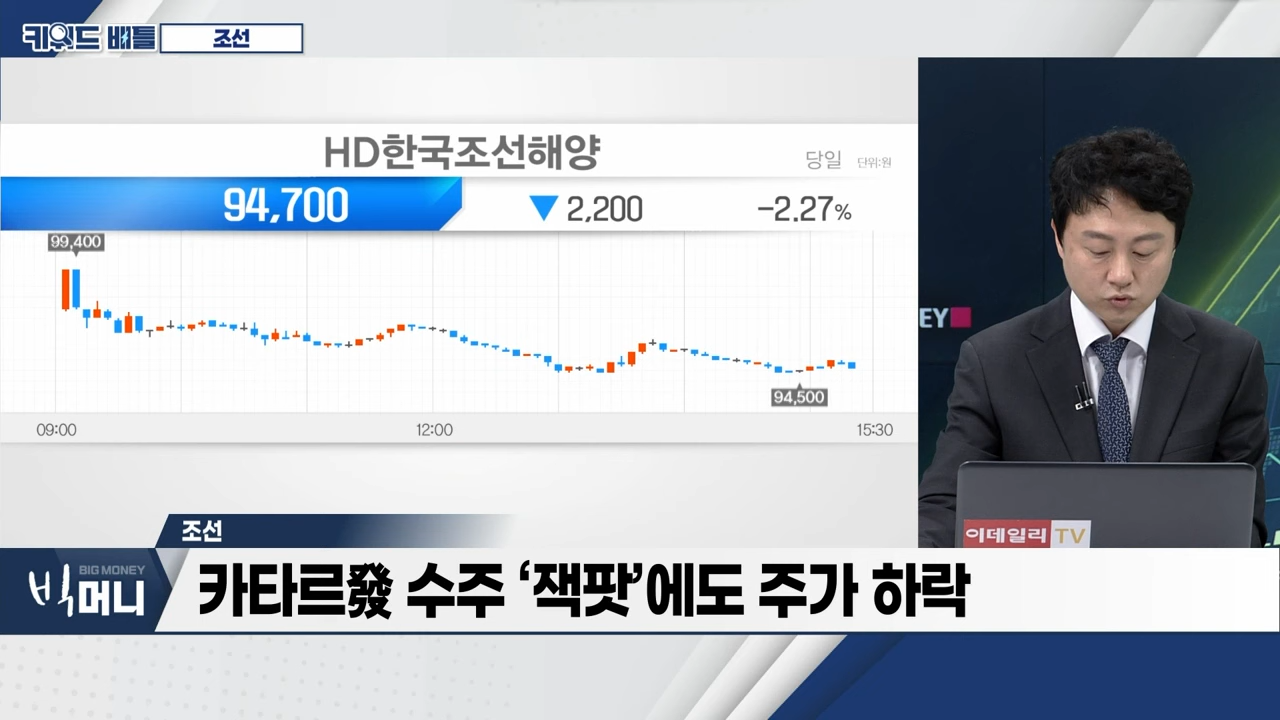 키워드 배틀 조선
HD한국조선해양
당일 단위:원
94,700 ▼ 2,200 -2.27%
99,400
94,500
09:00 12:00 15:30
EY
이데일리 TV
조선
BIG MONEY
빅머니
카타르發 수주 ‘잭팟’에도 주가 하락